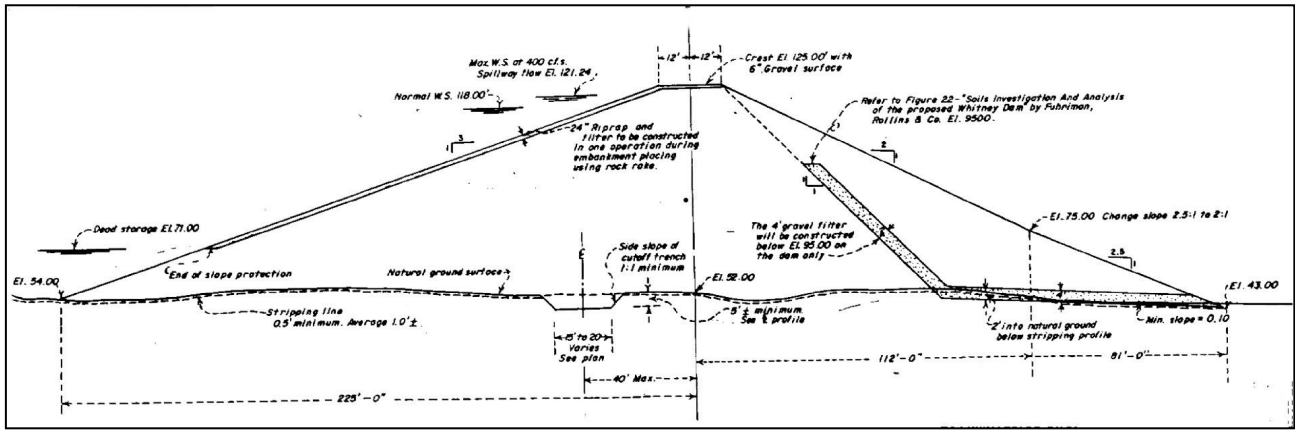 12'
12'
Crest El. 125.00' with
6" Gravel surface
Max. W.S. at 400 c.f.s.
Spillway flow El. 121.24
Normal W.S. 118.00'
Refer to Figure 22-"Soils Investigation And Analysis
of the proposed Whitney Dam" by Fuhriman,
Rollins & Co. El. 9500.
24" Riprap and
filter to be constructed
in one operation during
embankment placing
using rock rake.
3
1
2
1
1
Dead storage El. 71.00
El. 75.00 Change slope 2.5:1 to 2:1
The 4' gravel filter
will be constructed
below El. 95.00 on
the dam only
Side slope of
cutoff trench
1:1 minimum
End of slope protection
Natural ground surface
2.5
1
El. 54.00
El. 52.00
El. 43.00
Stripping line
0.5' minimum. Average 1.0' ±
5' ± minimum.
See ℄ profile
2' into natural ground
below stripping profile
Min. slope = 0.10
15' to 20'
Varies
See plan
112'-0"
81'-0"
40' Max.
225'-0"